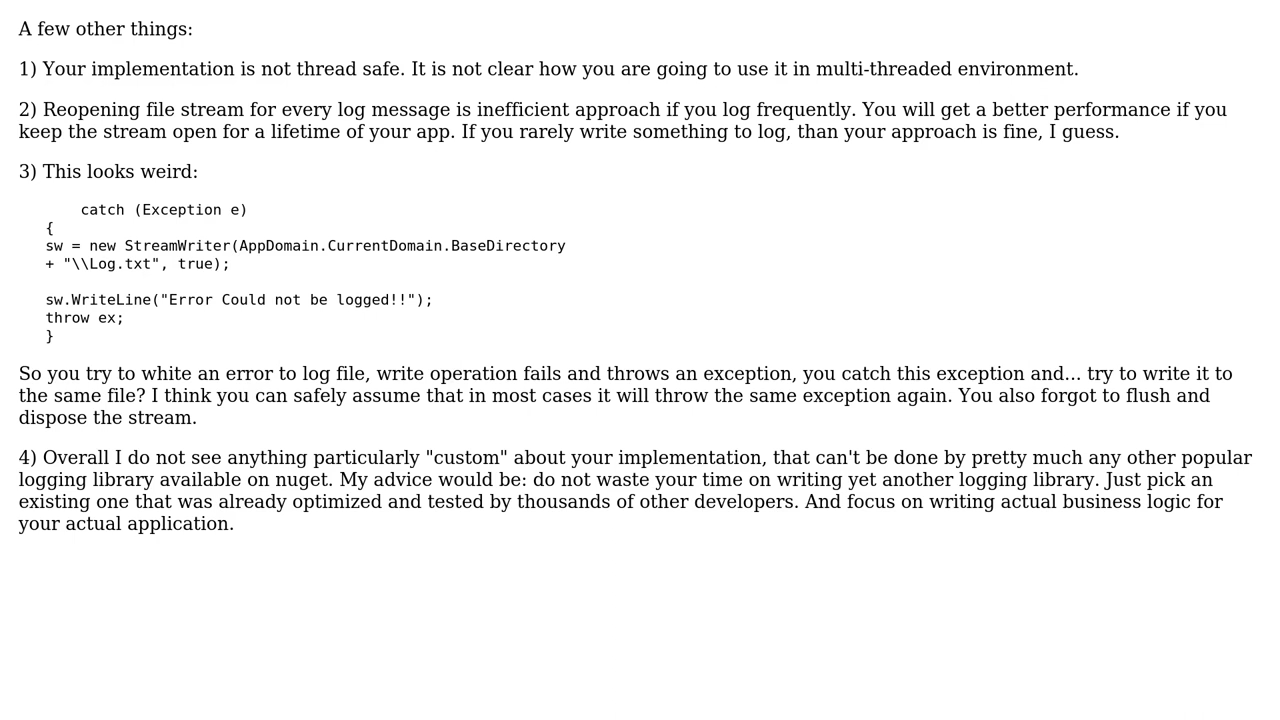 A few other things:
1) Your implementation is not thread safe. It is not clear how you are going to use it in multi-threaded environment.
2) Reopening file stream for every log message is inefficient approach if you log frequently. You will get a better performance if you
keep the stream open for a lifetime of your app. If you rarely write something to log, than your approach is fine, I guess.
3) This looks weird:
    catch (Exception e)
{
sw = new StreamWriter(AppDomain.CurrentDomain.BaseDirectory
+ "\\Log.txt", true);

sw.WriteLine("Error Could not be logged!!");
throw ex;
}
So you try to white an error to log file, write operation fails and throws an exception, you catch this exception and... try to write it to
the same file? I think you can safely assume that in most cases it will throw the same exception again. You also forgot to flush and
dispose the stream.
4) Overall I do not see anything particularly "custom" about your implementation, that can't be done by pretty much any other popular
logging library available on nuget. My advice would be: do not waste your time on writing yet another logging library. Just pick an
existing one that was already optimized and tested by thousands of other developers. And focus on writing actual business logic for
your actual application.